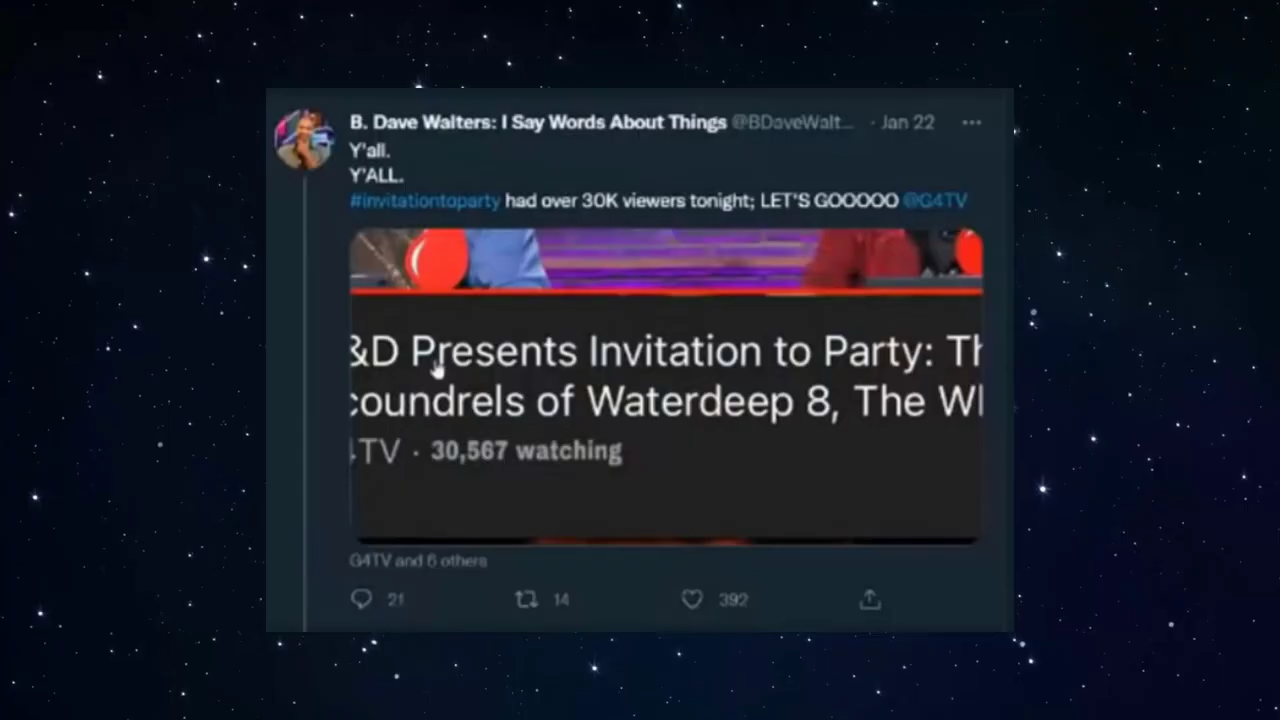 B. Dave Walters: I Say Words About Things @BDaveWalt... · Jan 22 ...
Y'all.
Y'ALL.
#invitationtoparty had over 30K viewers tonight; LET'S GOOOOO @G4TV
&D Presents Invitation to Party: Th
coundrels of Waterdeep 8, The Wh
4TV · 30,567 watching
G4TV and 6 others
21 14 392